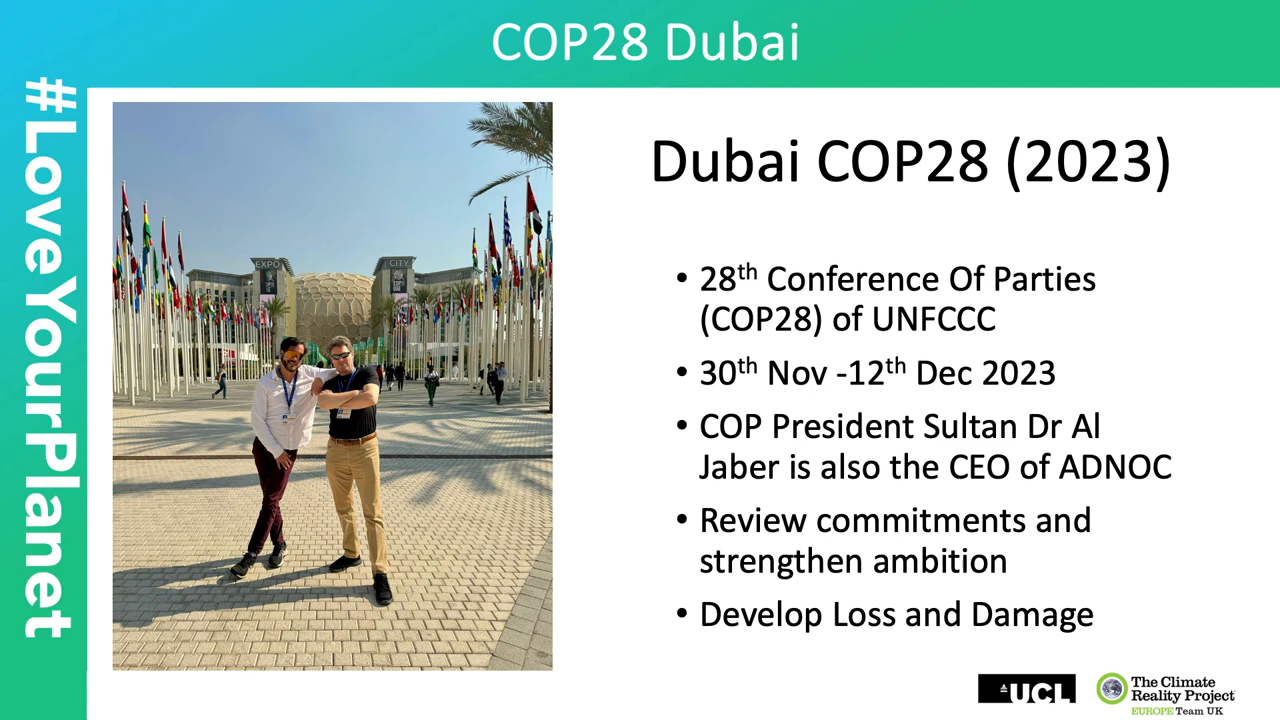 COP28 Dubai
#LoveYourPlanet
EXPO
CITY
Dubai COP28 (2023)
• 28th Conference Of Parties
(COP28) of UNFCCC
• 30th Nov -12th Dec 2023
• COP President Sultan Dr Al
Jaber is also the CEO of ADNOC
• Review commitments and
strengthen ambition
• Develop Loss and Damage
UCL
The Climate
Reality Project
EUROPE Team UK